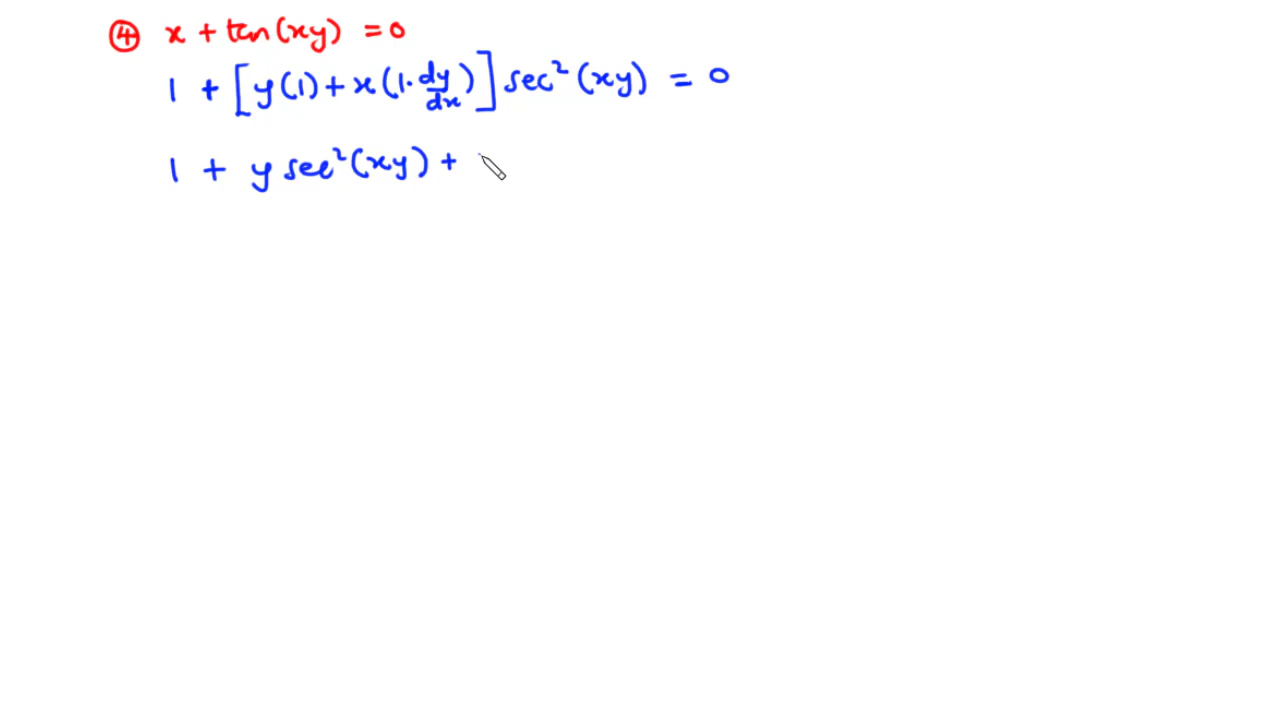 ④ x + tan(xy) = 0
1 + [y(1) + x(1·dy/dx)] sec²(xy) = 0
1 + y sec²(xy) +